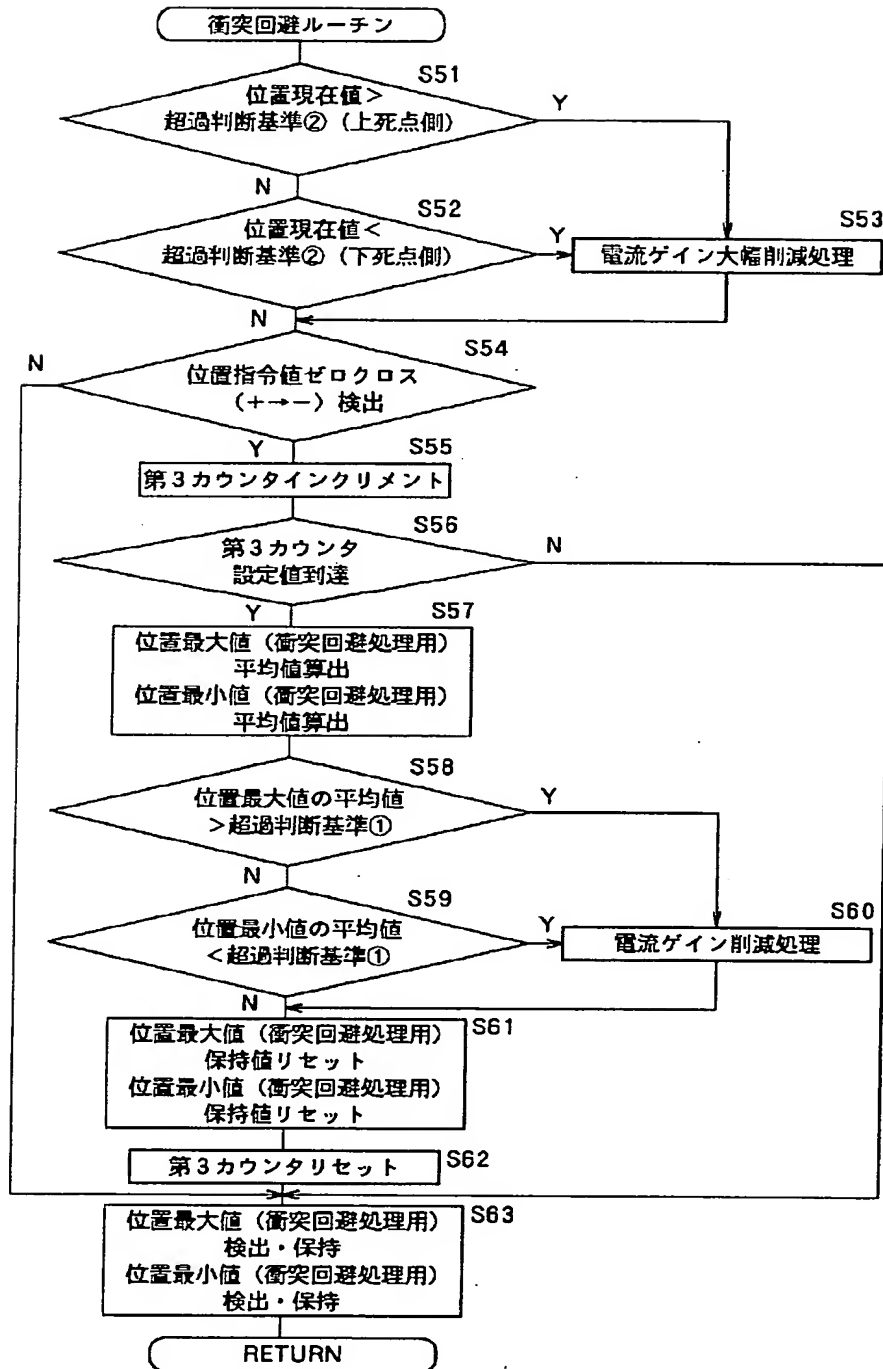 衝突回避ルーチン
S51
位置現在値＞
超過判断基準②（上死点側）
Y
N
S52
位置現在値＜
超過判断基準②（下死点側）
Y
S53
電流ゲイン大幅削減処理
N
S54
N
位置指令値ゼロクロス
（＋→－）検出
Y
S55
第３カウンタインクリメント
S56
第３カウンタ
設定値到達
N
Y
S57
位置最大値（衝突回避処理用）
平均値算出
位置最小値（衝突回避処理用）
平均値算出
S58
位置最大値の平均値
＞超過判断基準①
Y
N
S59
位置最小値の平均値
＜超過判断基準①
Y
S60
電流ゲイン削減処理
N
S61
位置最大値（衝突回避処理用）
保持値リセット
位置最小値（衝突回避処理用）
保持値リセット
第３カウンタリセット
S62
S63
位置最大値（衝突回避処理用）
検出・保持
位置最小値（衝突回避処理用）
検出・保持
RETURN